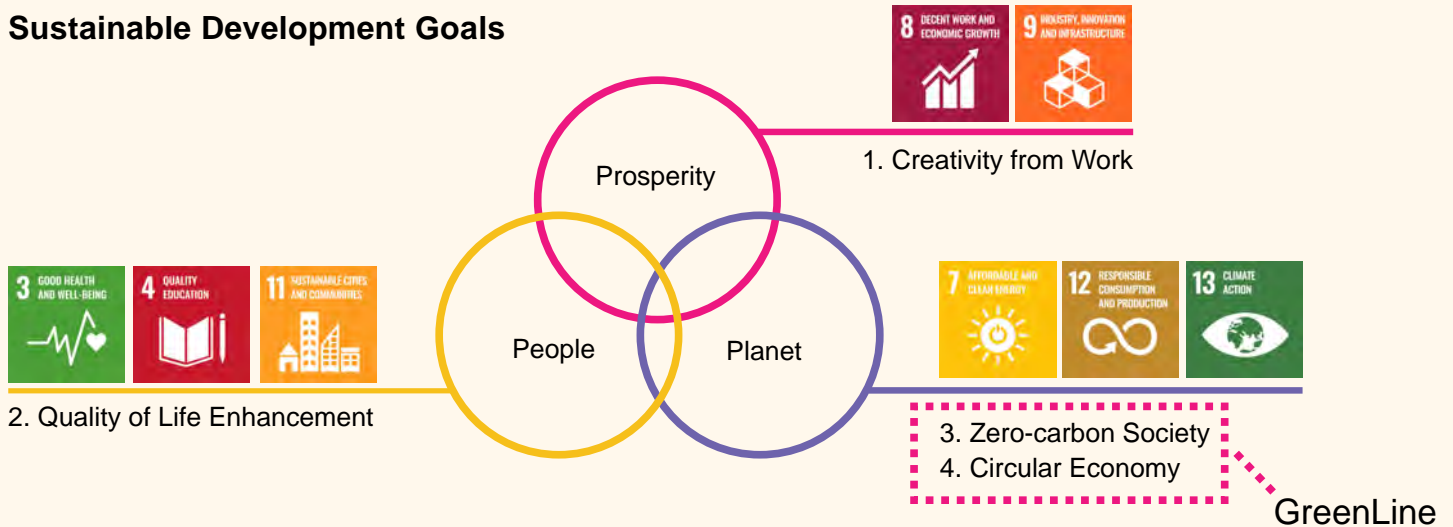 Sustainable Development Goals
8 DECENT WORK AND
ECONOMIC GROWTH
9 INDUSTRY, INNOVATION
AND INFRASTRUCTURE
Prosperity
1. Creativity from Work
3 GOOD HEALTH
AND WELL-BEING
4 QUALITY
EDUCATION
11 SUSTAINABLE CITIES
AND COMMUNITIES
7 AFFORDABLE AND
CLEAN ENERGY
12 RESPONSIBLE
CONSUMPTION
AND PRODUCTION
13 CLIMATE
ACTION
People
Planet
2. Quality of Life Enhancement
3. Zero-carbon Society
4. Circular Economy
GreenLine